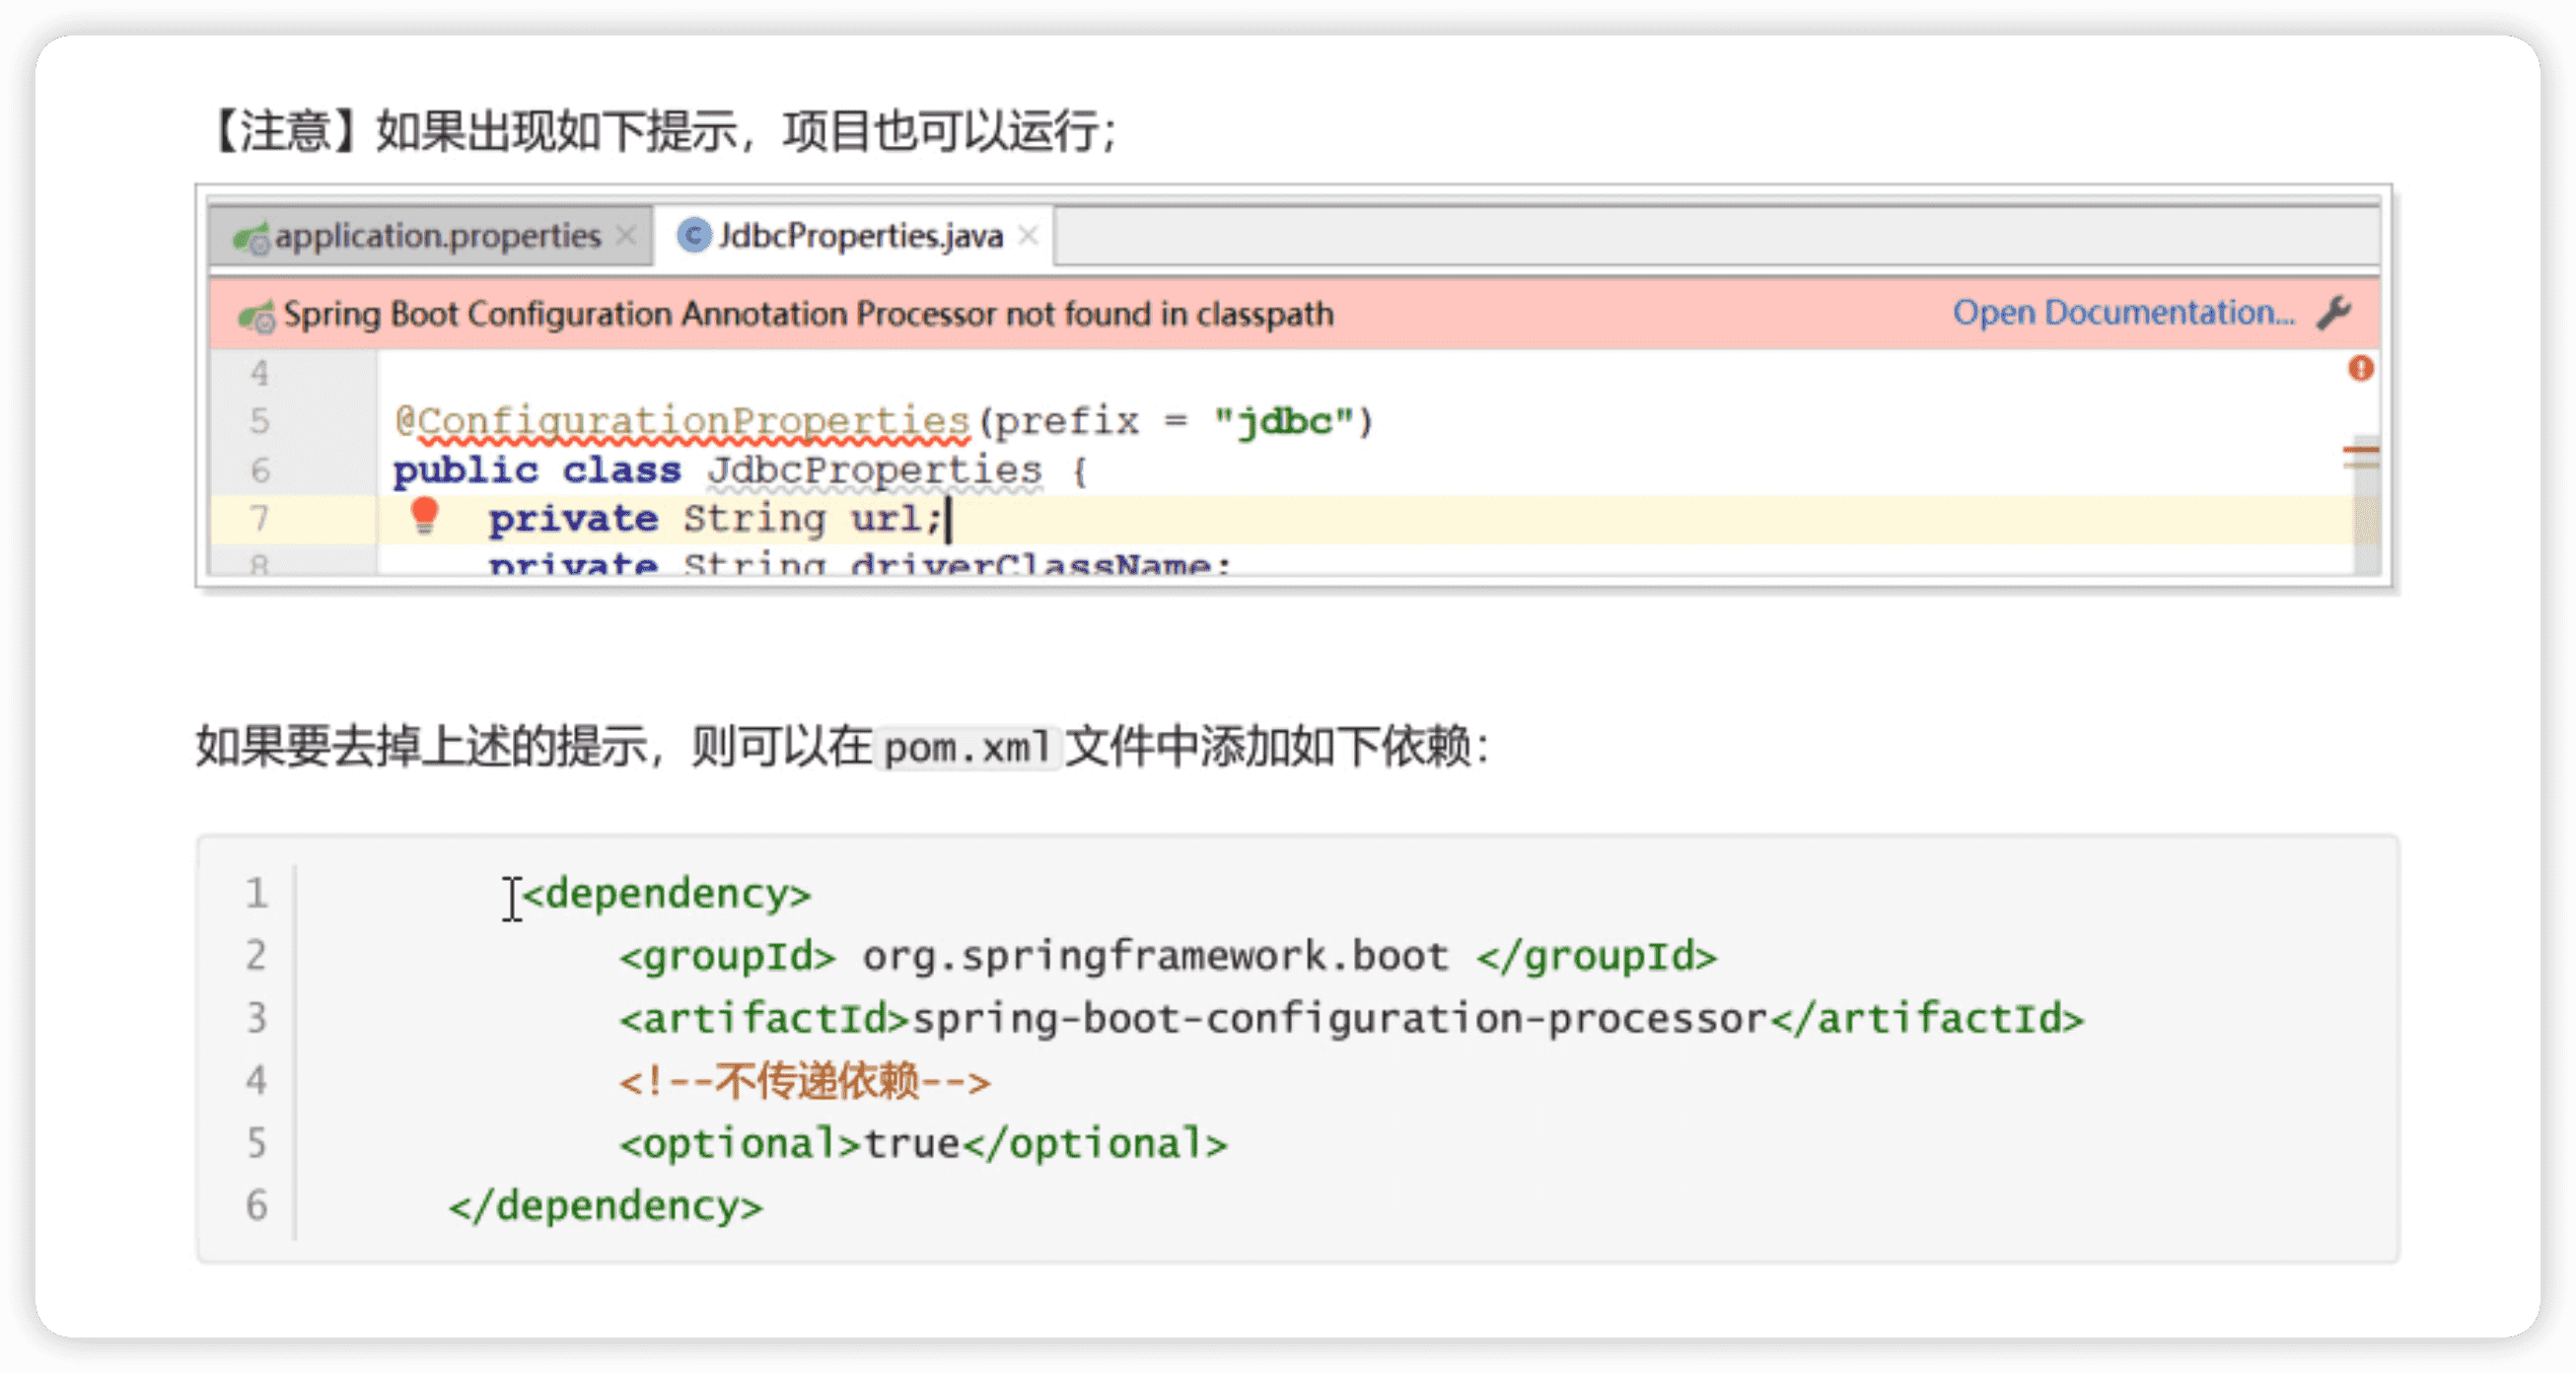 【注意】如果出现如下提示，项目也可以运行；
application.properties JdbcProperties.java
Spring Boot Configuration Annotation Processor not found in classpath Open Documentation...
4
5 @ConfigurationProperties(prefix = "jdbc")
6 public class JdbcProperties {
7 private String url;
8 private String driverClassName;
如果要去掉上述的提示，则可以在pom.xml文件中添加如下依赖：
1 <dependency>
2 <groupId> org.springframework.boot </groupId>
3 <artifactId>spring-boot-configuration-processor</artifactId>
4 <!--不传递依赖-->
5 <optional>true</optional>
6 </dependency>